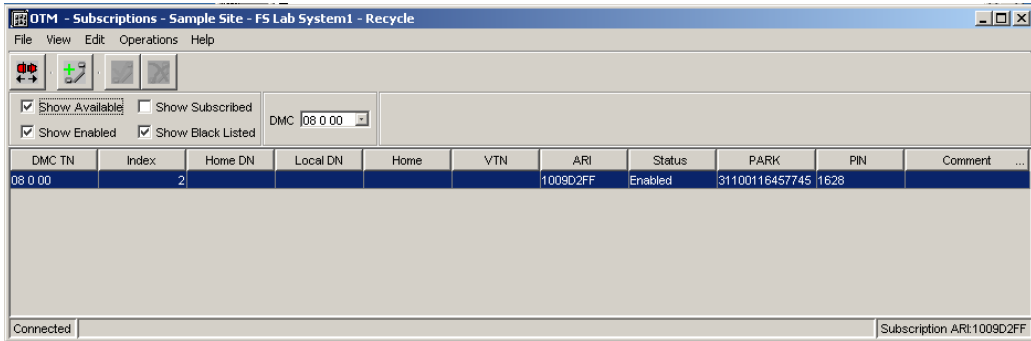 OTM - Subscriptions - Sample Site - FS Lab System1 - Recycle
File View Edit Operations Help
Show Available Show Subscribed
DMC 08 0 00
Show Enabled Show Black Listed
DMC TN Index Home DN Local DN Home VTN ARI Status PARK PIN Comment ...
08 0 00 2 1009D2FF Enabled 31100116457745 1628
Connected Subscription ARI:1009D2FF